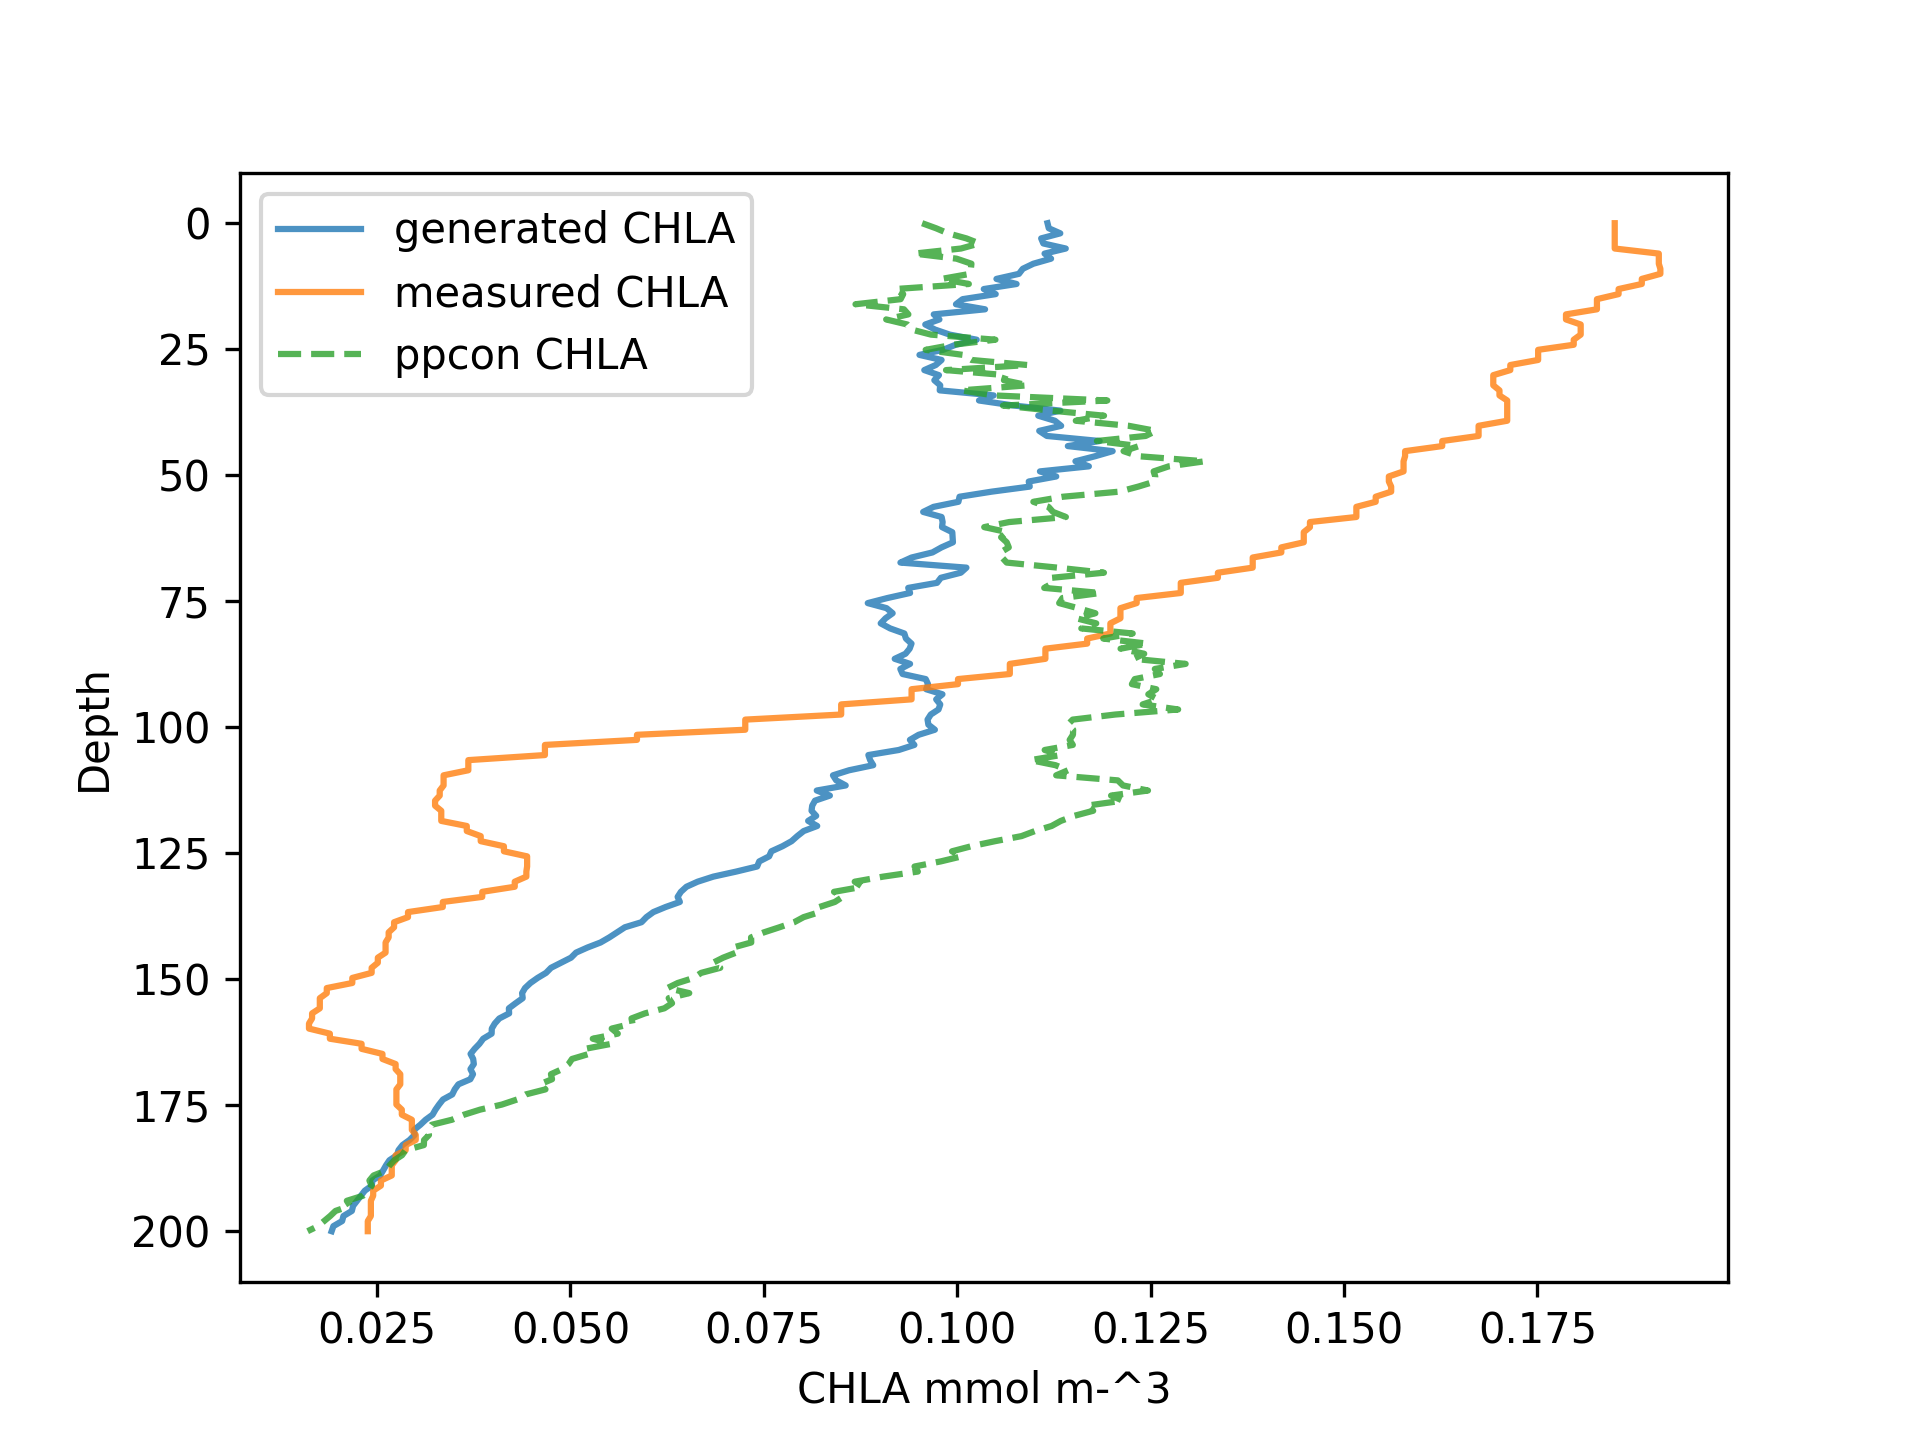 generated CHLA
measured CHLA
ppcon CHLA
0
25
50
75
100
125
150
175
200
Depth
0.025 0.050 0.075 0.100 0.125 0.150 0.175
CHLA mmol m-^3